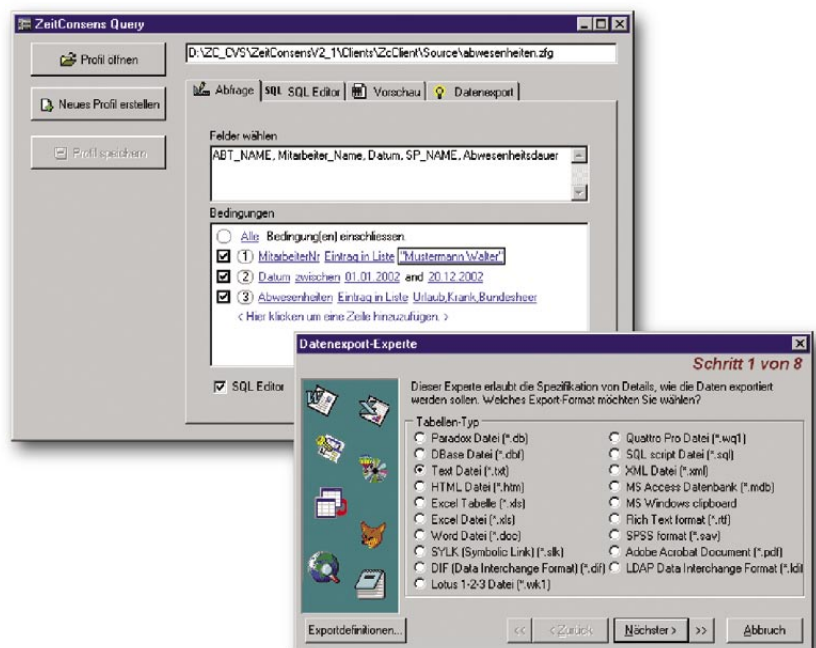 ZeitConsens Query
Profil öffnen
Neues Profil erstellen
Profil speichern
D:\ZC_CVS\ZeitConsensV2_1\Clients\ZcClient\Source\abwesenheiten.zfg
Abfrage SQL SQL Editor Vorschau Datenexport
Felder wählen
ABT_NAME, Mitarbeiter_Name, Datum, SP_NAME, Abwesenheitsdauer
Bedingungen
Alle Bedingung(en) einschliessen.
1 MitarbeiterNr Eintrag in Liste "Mustermann Walter"
2 Datum zwischen 01.01.2002 and 20.12.2002
3 Abwesenheiten Eintrag in Liste Urlaub,Krank,Bundesheer
< Hier klicken um eine Zeile hinzuzufügen. >
SQL Editor
Datenexport-Experte
Schritt 1 von 8
Dieser Experte erlaubt die Spezifikation von Details, wie die Daten exportiert
werden sollen. Welches Export-Format möchten Sie wählen?
Tabellen-Typ
Paradox Datei (*.db)
DBase Datei (*.dbf)
Text Datei (*.txt)
HTML Datei (*.htm)
Excel Tabelle (*.xls)
Excel Datei (*.xls)
Word Datei (*.doc)
SYLK (Symbolic Link) (*.slk)
DIF (Data Interchange Format) (*.dif)
Lotus 1-2-3 Datei (*.wk1)
Quattro Pro Datei (*.wq1)
SQL script Datei (*.sql)
XML Datei (*.xml)
MS Access Datenbank (*.mdb)
MS Windows clipboard
Rich Text format (*.rtf)
SPSS format (*.sav)
Adobe Acrobat Document (*.pdf)
LDAP Data Interchange Format (*.ldi
Exportdefinitionen... << < Zurück Nächster > >> Abbruch